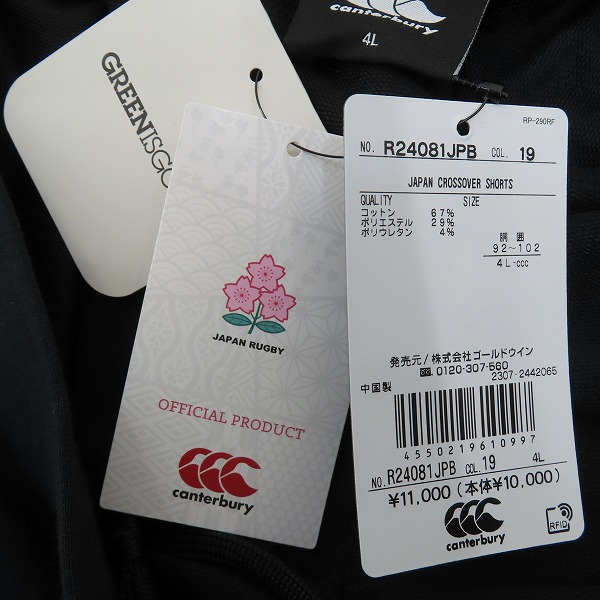 canterbury
4L
GREENISGO
JAPAN RUGBY
OFFICIAL PRODUCT
canterbury
RP-290RF
NO. R24081JPB COL. 19
JAPAN CROSSOVER SHORTS
QUALITY SIZE
コットン 67%
ポリエステル 29%
ポリウレタン 4%
胴囲
92~102
4L-ccc
発売元/株式会社ゴールドウイン
0120-307-560
2307-2442065
中国製
4550219610997
NO. R24081JPB COL. 19 4L
¥11,000(本体¥10,000)
canterbury
RFID